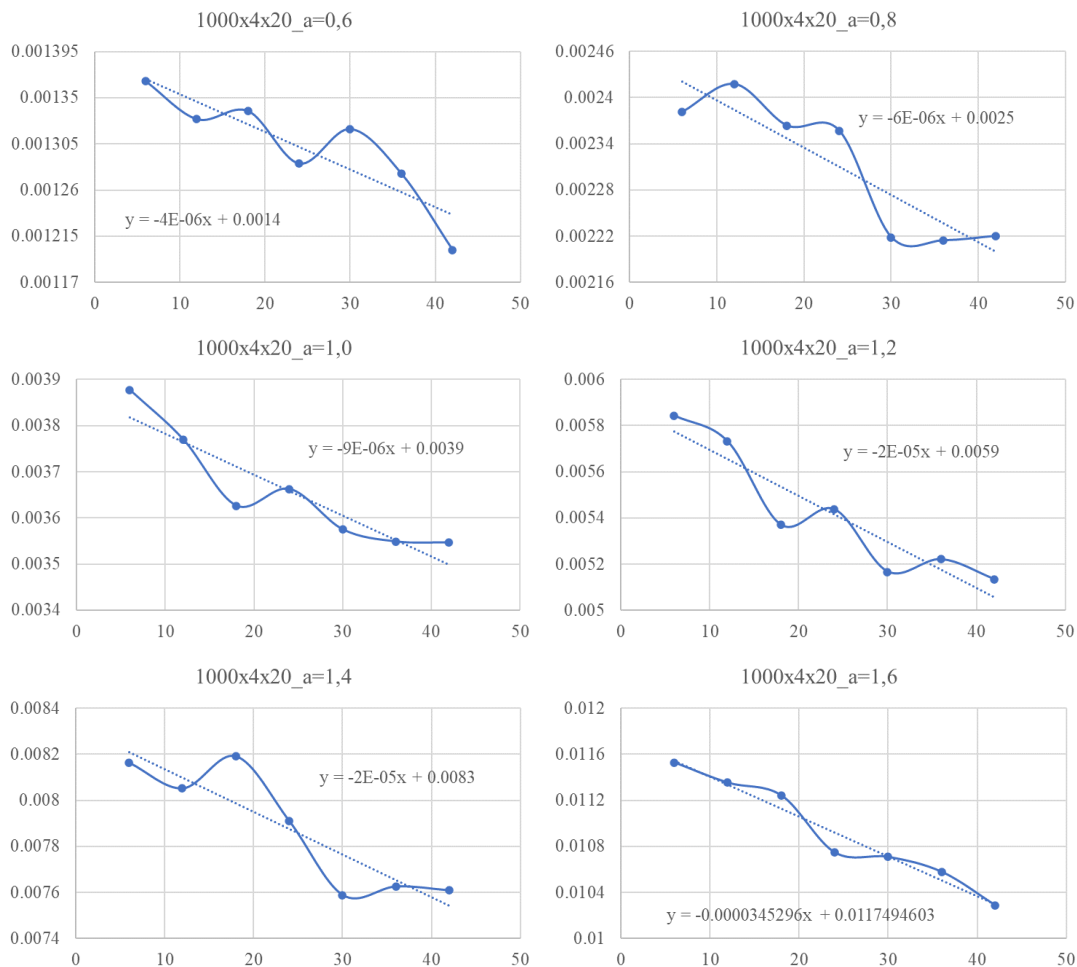 1000x4x20_a=0,6
0.001395
0.00135
0.001305
0.00126
0.001215
0.00117
y = -4E-06x + 0.0014
0 10 20 30 40 50
1000x4x20_a=0,8
0.00246
0.0024
0.00234
0.00228
0.00222
0.00216
y = -6E-06x + 0.0025
0 10 20 30 40 50
1000x4x20_a=1,0
0.0039
0.0038
0.0037
0.0036
0.0035
0.0034
y = -9E-06x + 0.0039
0 10 20 30 40 50
1000x4x20_a=1,2
0.006
0.0058
0.0056
0.0054
0.0052
0.005
y = -2E-05x + 0.0059
0 10 20 30 40 50
1000x4x20_a=1,4
0.0084
0.0082
0.008
0.0078
0.0076
0.0074
y = -2E-05x + 0.0083
0 10 20 30 40 50
1000x4x20_a=1,6
0.012
0.0116
0.0112
0.0108
0.0104
0.01
y = -0.0000345296x + 0.0117494603
0 10 20 30 40 50